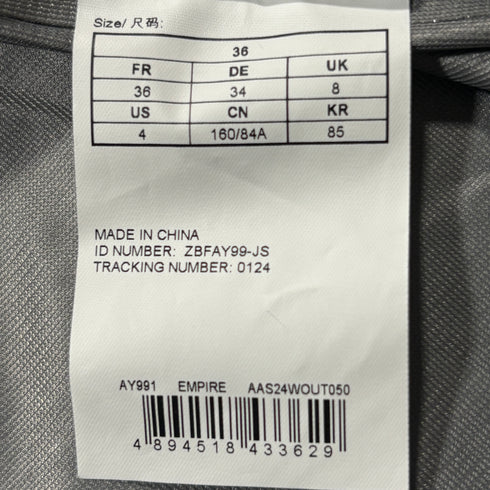 Size/ 尺码:
36
FR DE UK
36 34 8
US CN KR
4 160/84A 85
MADE IN CHINA
ID NUMBER: ZBFAY99-JS
TRACKING NUMBER: 0124
AY991 EMPIRE AAS24WOUT050
4 894518 433629